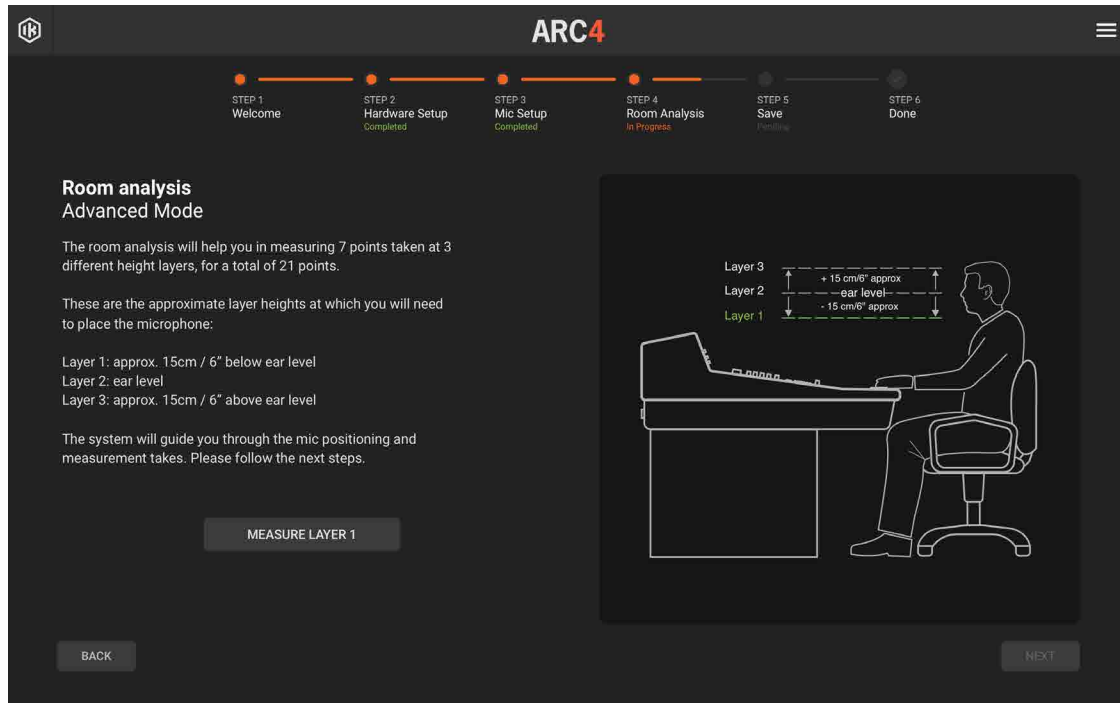 IK
ARC4
STEP 1
Welcome
STEP 2
Hardware Setup
Completed
STEP 3
Mic Setup
Completed
STEP 4
Room Analysis
In Progress
STEP 5
Save
Pending
STEP 6
Done
Room analysis
Advanced Mode
The room analysis will help you in measuring 7 points taken at 3
different height layers, for a total of 21 points.
These are the approximate layer heights at which you will need
to place the microphone:
Layer 1: approx. 15cm / 6” below ear level
Layer 2: ear level
Layer 3: approx. 15cm / 6” above ear level
The system will guide you through the mic positioning and
measurement takes. Please follow the next steps.
MEASURE LAYER 1
Layer 3
+ 15 cm/6” approx
Layer 2
ear level
- 15 cm/6” approx
Layer 1
BACK
NEXT